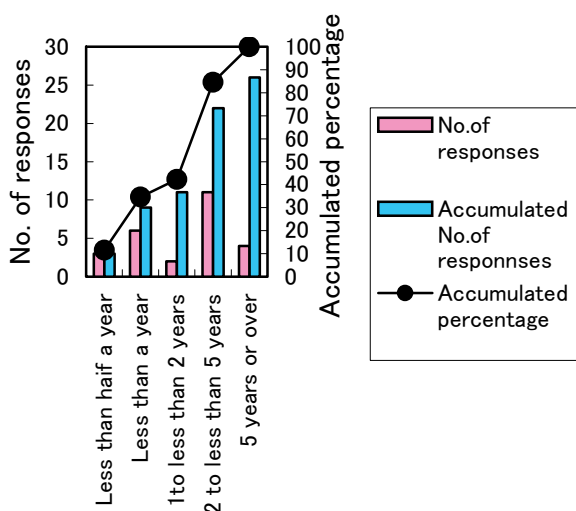 No. of responses
30
25
20
15
10
5
0
100
90
80
70
60
50
40
30
20
10
0
Accumulated percentage
Less than haif a year
Less than a year
1to less than 2 years
2 to less than 5 years
5 years or over
No.of
responses
Accumulated
No.of
responnses
Accumulated
percentage